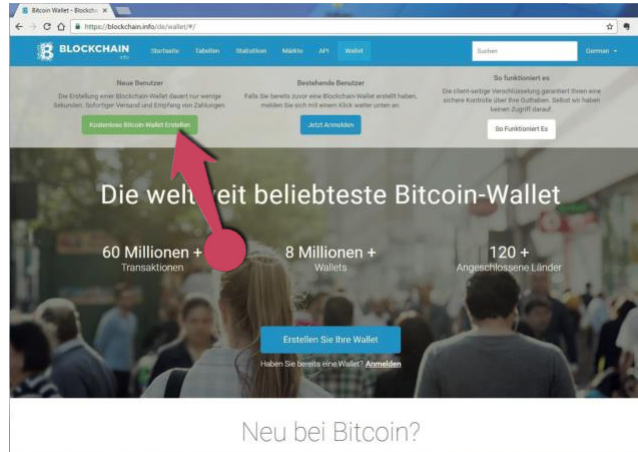 Bitcoin Wallet - Blockch
https://blockchain.info/de/wallet/#/
BLOCKCHAIN
info
Startseite Tabellen Statistiken Märkte API Wallet
Suchen
German
Neue Benutzer
Die Erstellung einer Blockchain-Wallet dauert nur wenige
Sekunden. Sofortiger Versand und Empfang von Zahlungen.
Kostenlose Bitcoin-Wallet Erstellen
Bestehende Benutzer
Falls Sie bereits zuvor eine Blockchain-Wallet erstellt haben,
melden Sie sich mit einem Klick weiter unten an.
Jetzt Anmelden
So funktioniert es
Die client-seitige Verschlüsselung garantiert Ihnen eine
sichere Kontrolle über Ihre Guthaben. Selbst wir haben
keinen Zugriff darauf.
So Funktioniert Es
Die weltweit beliebteste Bitcoin-Wallet
60 Millionen +
Transaktionen
8 Millionen +
Wallets
120 +
Angeschlossene Länder
Erstellen Sie Ihre Wallet
Haben Sie bereits eine Wallet? Anmelden
Neu bei Bitcoin?